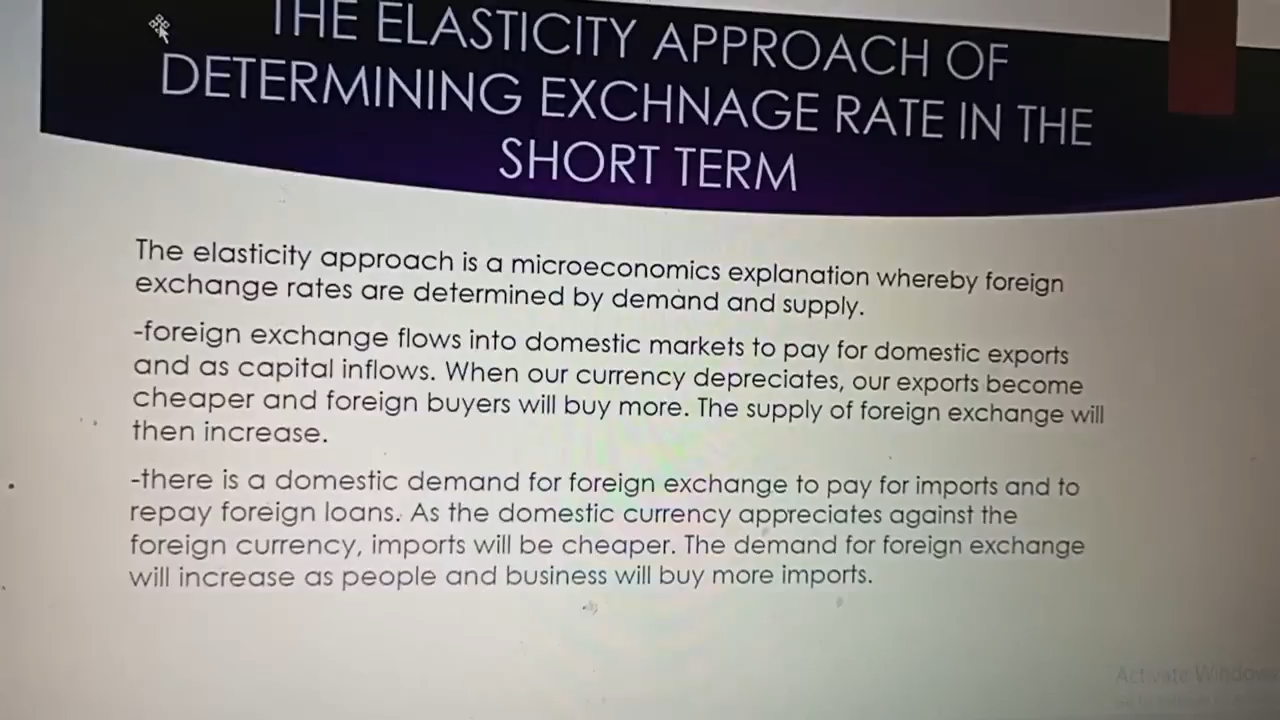 THE ELASTICITY APPROACH OF
DETERMINING EXCHNAGE RATE IN THE
SHORT TERM
The elasticity approach is a microeconomics explanation whereby foreign
exchange rates are determined by demand and supply.
-foreign exchange flows into domestic markets to pay for domestic exports
and as capital inflows. When our currency depreciates, our exports become
cheaper and foreign buyers will buy more. The supply of foreign exchange will
then increase.
-there is a domestic demand for foreign exchange to pay for imports and to
repay foreign loans. As the domestic currency appreciates against the
foreign currency, imports will be cheaper. The demand for foreign exchange
will increase as people and business will buy more imports.
Activate Windows